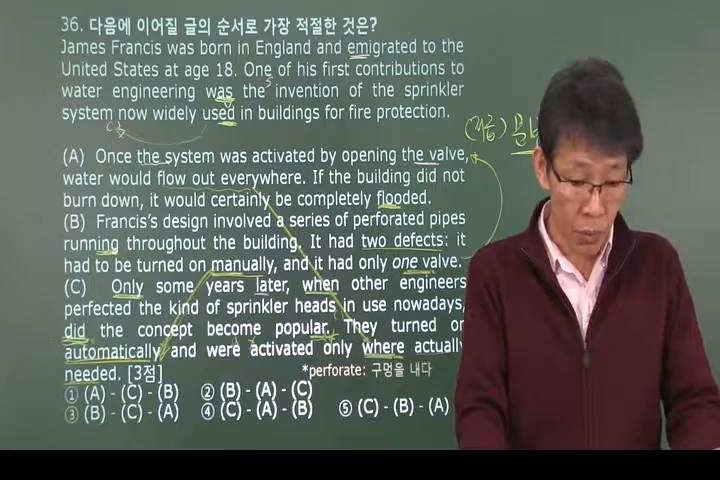 36. 다음에 이어질 글의 순서로 가장 적절한 것은?
James Francis was born in England and emigrated to the
United States at age 18. One of his first contributions to
water engineering was the invention of the sprinkler
system now widely used in buildings for fire protection.
(A) Once the system was activated by opening the valve,
water would flow out everywhere. If the building did not
burn down, it would certainly be completely flooded.
(B) Francis's design involved a series of perforated pipes
running throughout the building. It had two defects: it
had to be turned on manually, and it had only one valve.
(C) Only some years later, when other engineers
perfected the kind of sprinkler heads in use nowadays,
did the concept become popular. They turned on
automatically and were activated only where actually
needed. [3점]
*perforate: 구멍을 내다
① (A) - (C) - (B) ② (B) - (A) - (C)
③ (B) - (C) - (A) ④ (C) - (A) - (B) ⑤ (C) - (B) - (A)